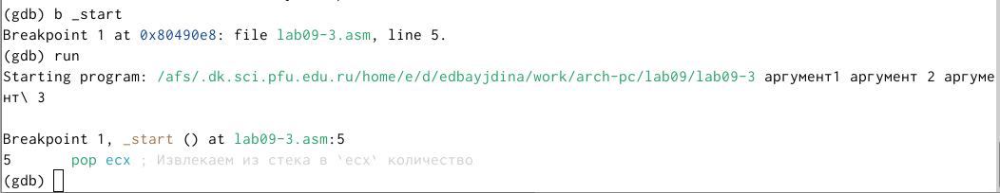 (gdb) b _start
Breakpoint 1 at 0x80490e8: file lab09-3.asm, line 5.
(gdb) run
Starting program: /afs/.dk.sci.pfu.edu.ru/home/e/d/edbayjdina/work/arch-pc/lab09/lab09-3 аргумент1 аргумент 2 аргуме
нт\ 3
Breakpoint 1, _start () at lab09-3.asm:5
5 pop ecx ; Извлекаем из стека в `ecx` количество
(gdb)